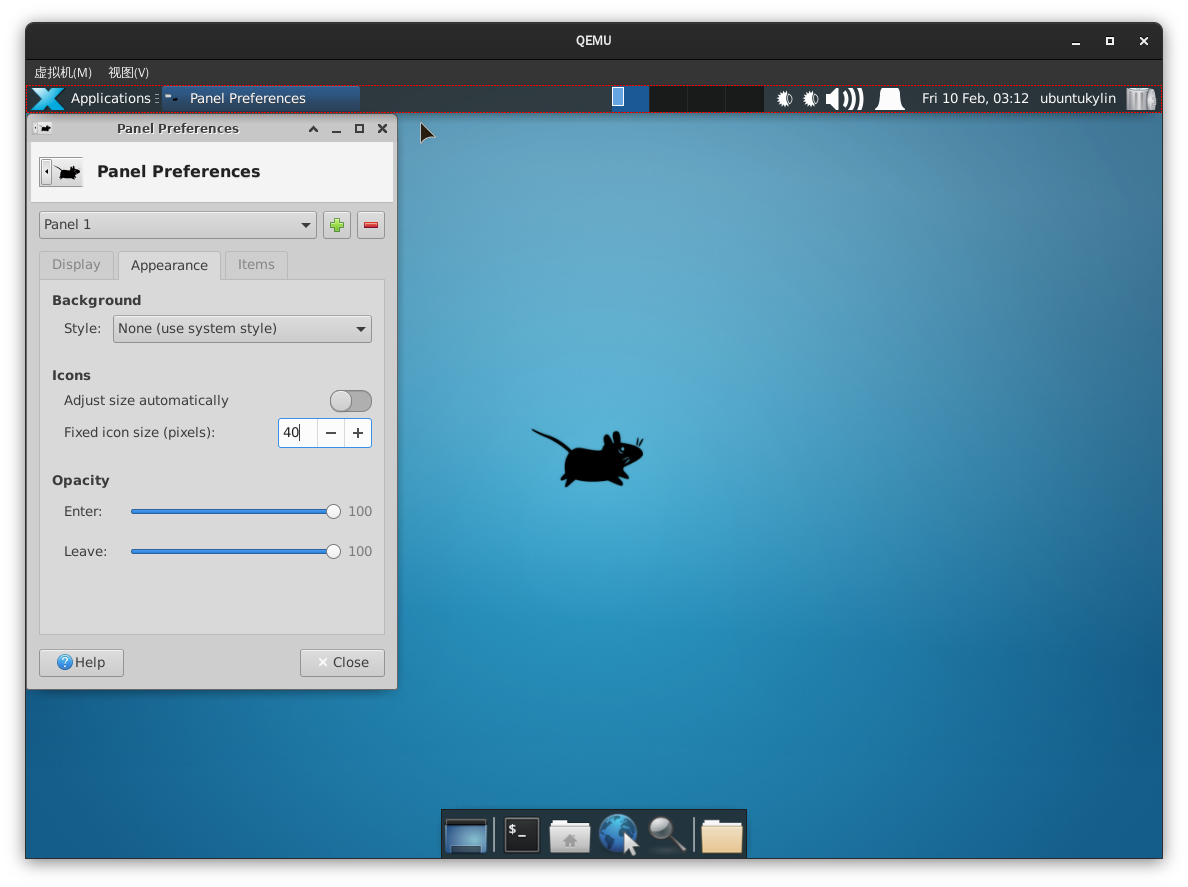 QEMU
虚拟机(M) 视图(V)
Applications Panel Preferences Fri 10 Feb, 03:12 ubuntukylin
Panel Preferences
Panel Preferences
Panel 1
Display Appearance Items
Background
Style: None (use system style)
Icons
Adjust size automatically
Fixed icon size (pixels): 40
Opacity
Enter: 100
Leave: 100
Help Close
$_